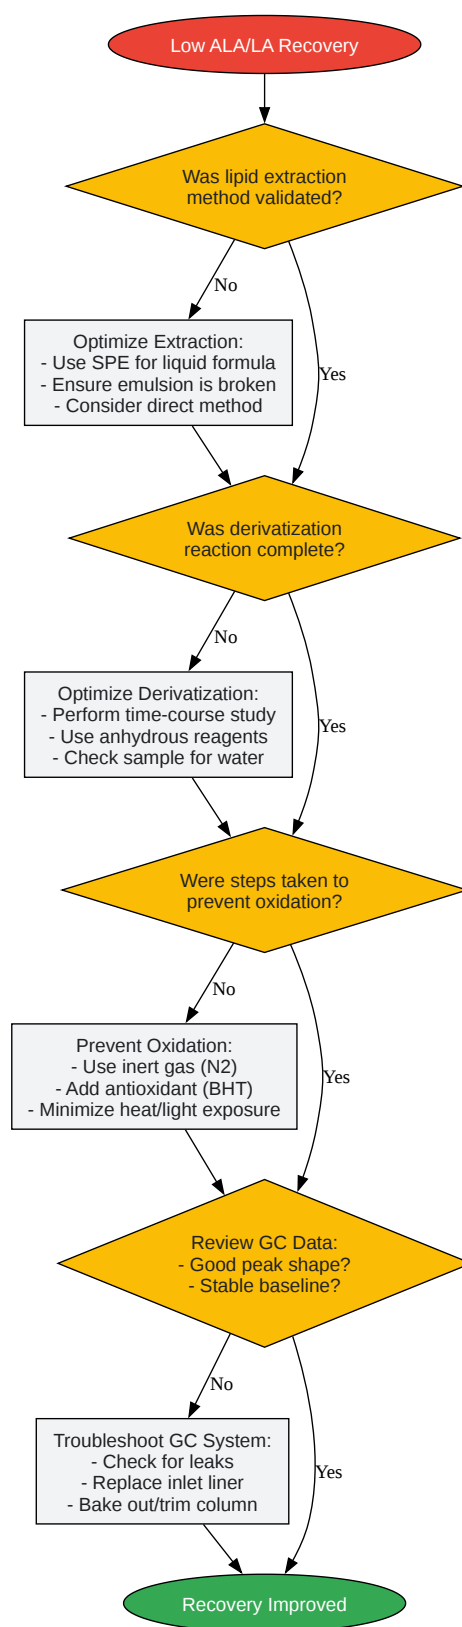 Low ALA/LA Recovery
Was lipid extraction
method validated?
No
Yes
Optimize Extraction:
- Use SPE for liquid formula
- Ensure emulsion is broken
- Consider direct method
Was derivatization
reaction complete?
No
Yes
Optimize Derivatization:
- Perform time-course study
- Use anhydrous reagents
- Check sample for water
Were steps taken to
prevent oxidation?
No
Yes
Prevent Oxidation:
- Use inert gas (N2)
- Add antioxidant (BHT)
- Minimize heat/light exposure
Review GC Data:
- Good peak shape?
- Stable baseline?
No
Yes
Troubleshoot GC System:
- Check for leaks
- Replace inlet liner
- Bake out/trim column
Recovery Improved